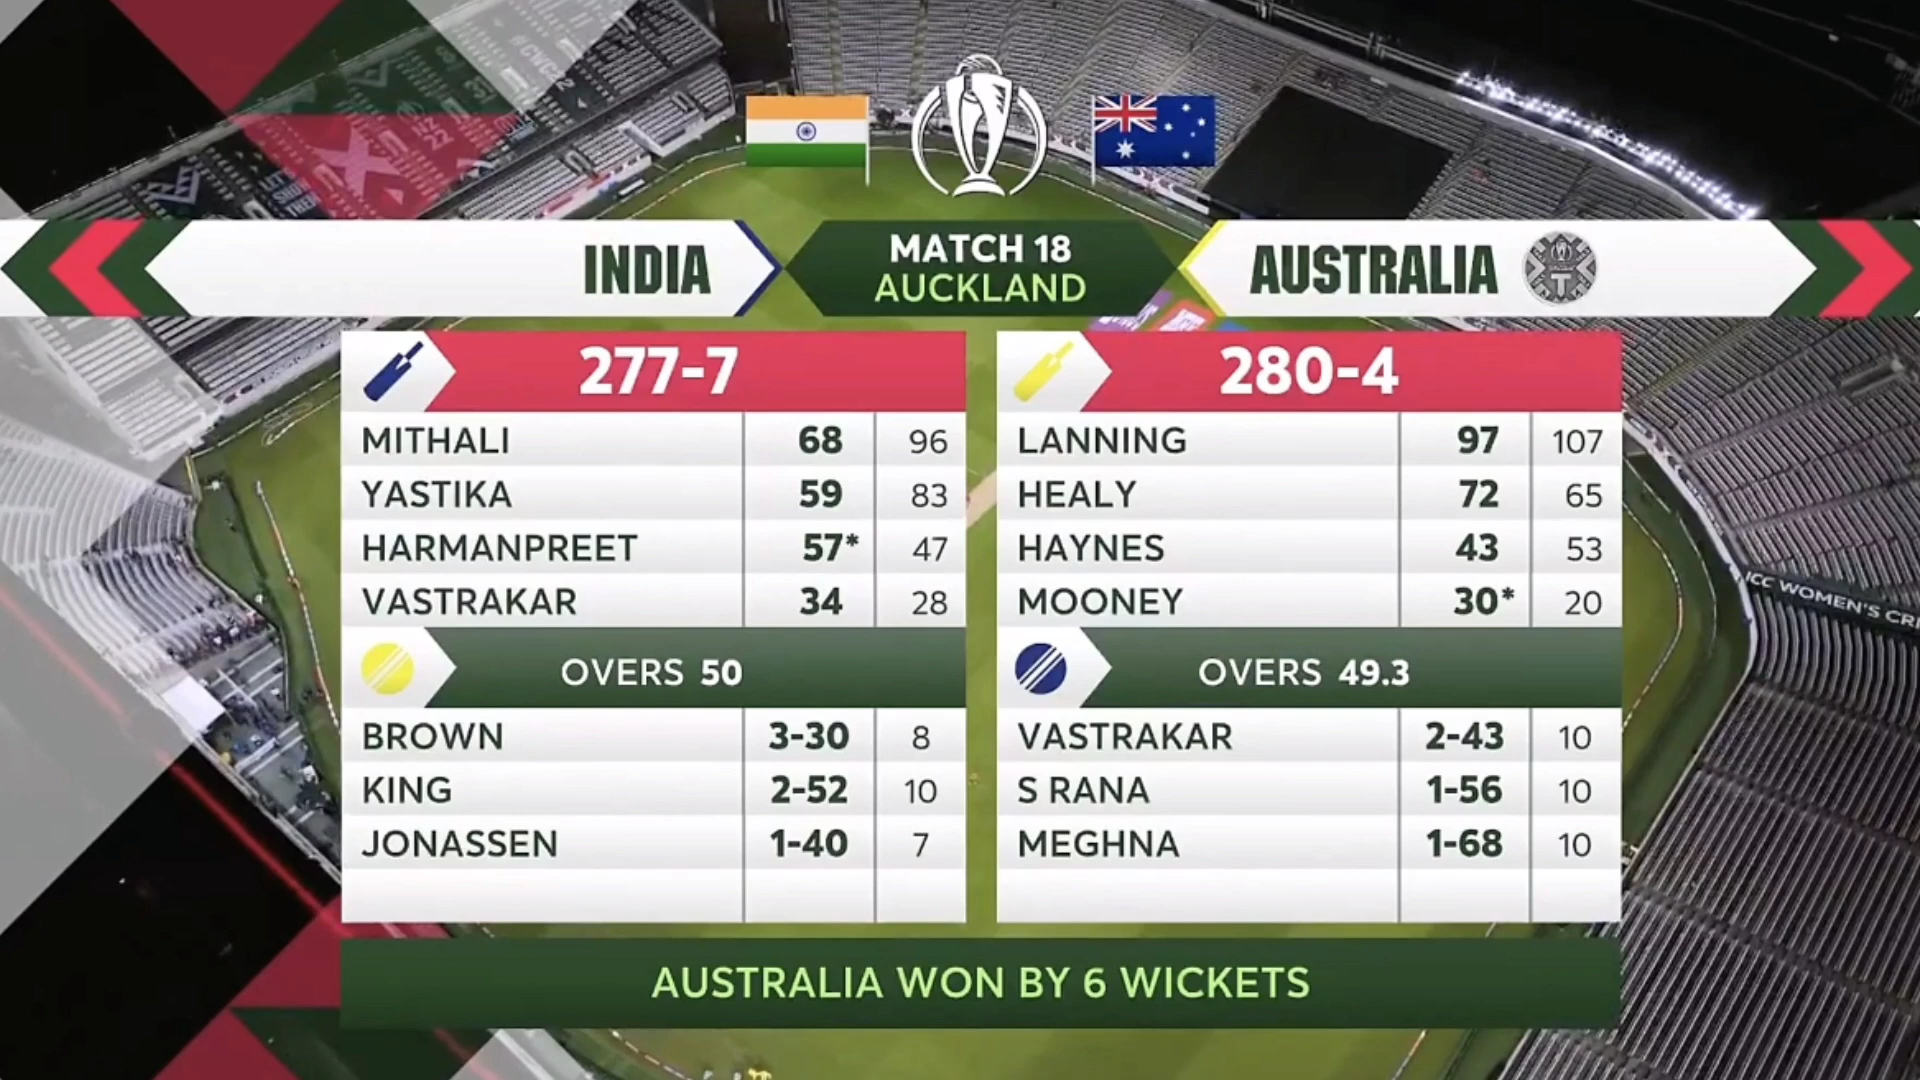 INDIA
MATCH 18
AUCKLAND
AUSTRALIA
T
277-7
MITHALI 68 96
YASTIKA 59 83
HARMANPREET 57* 47
VASTRAKAR 34 28
OVERS 50
BROWN 3-30 8
KING 2-52 10
JONASSEN 1-40 7
280-4
LANNING 97 107
HEALY 72 65
HAYNES 43 53
MOONEY 30* 20
OVERS 49.3
VASTRAKAR 2-43 10
S RANA 1-56 10
MEGHNA 1-68 10
AUSTRALIA WON BY 6 WICKETS
ICC WOMEN'S